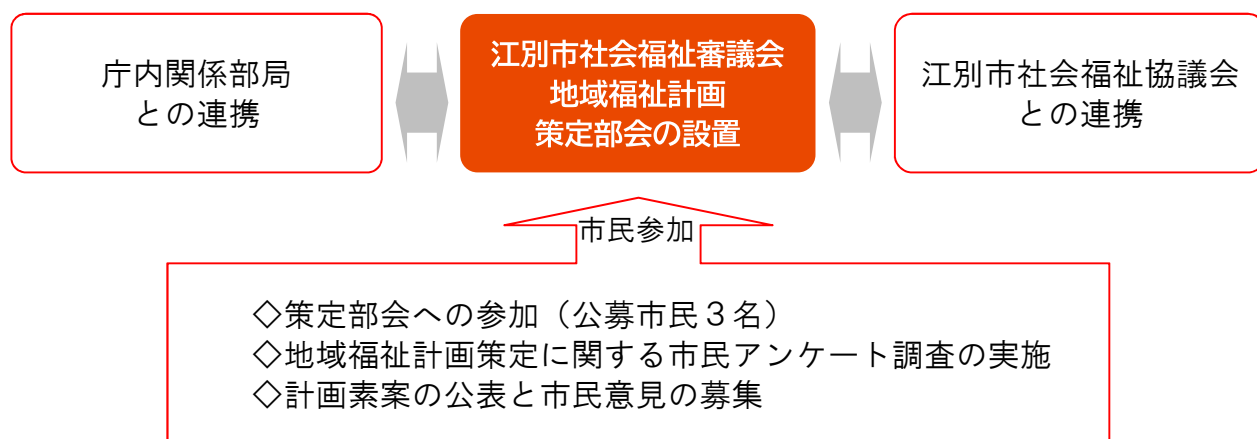 庁内関係部局
との連携
江別市社会福祉審議会
地域福祉計画
策定部会の設置
江別市社会福祉協議会
との連携
市民参加
◇策定部会への参加（公募市民３名）
◇地域福祉計画策定に関する市民アンケート調査の実施
◇計画素案の公表と市民意見の募集